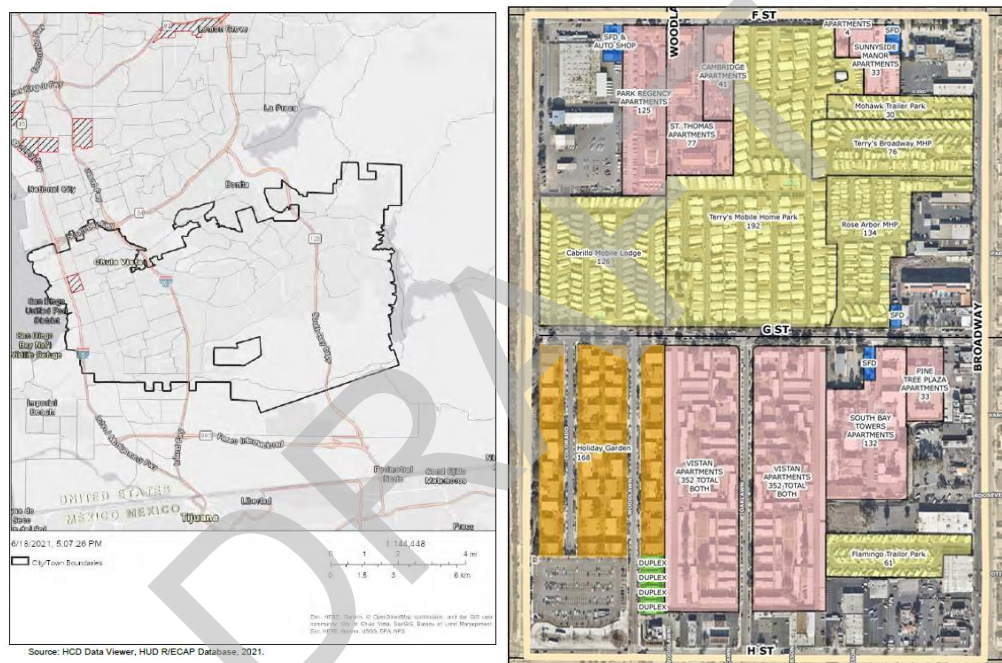 Lemon Grove
La Presa
National City
Bonita
Chula Vista
San Diego
Unified Port
District
San Diego
Bay Nat'l
Wildlife Refuge
Imperial
Beach
South Bay Expy
UNITED STATES
MÉXICO MEXICO
Tijuana
Libertad
6/18/2021, 5:07:26 PM
City/Town Boundaries
1:144,448
0 1 2 4 mi
0 1.5 3 6 km
Source: HCD Data Viewer, HUD R/ECAP Database, 2021.
DRAFT
F ST
WOODLA
SFD &
AUTO SHOP
APARTMENTS
4
SFD
SUNNYSIDE
MANOR
APARTMENTS
33
CAMBRIDGE
APARTMENTS
41
PARK REGENCY
APARTMENTS
125
ST. THOMAS
APARTMENTS
77
Mohawk Trailer Park
30
Terry's Broadway MHP
76
Terry's Mobile Home Park
192
Rose Arbor MHP
134
Cabrillo Mobile Lodge
126
SFD
G ST
BROADWAY
SFD
PINE
TREE PLAZA
APARTMENTS
33
SOUTH BAY
TOWERS
APARTMENTS
132
Holiday Garden
168
VISTAN
APARTMENTS
352 TOTAL
BOTH
VISTAN
APARTMENTS
352 TOTAL
BOTH
Flamingo Trailor Park
61
DUPLEX
DUPLEX
DUPLEX
DUPLEX
H ST